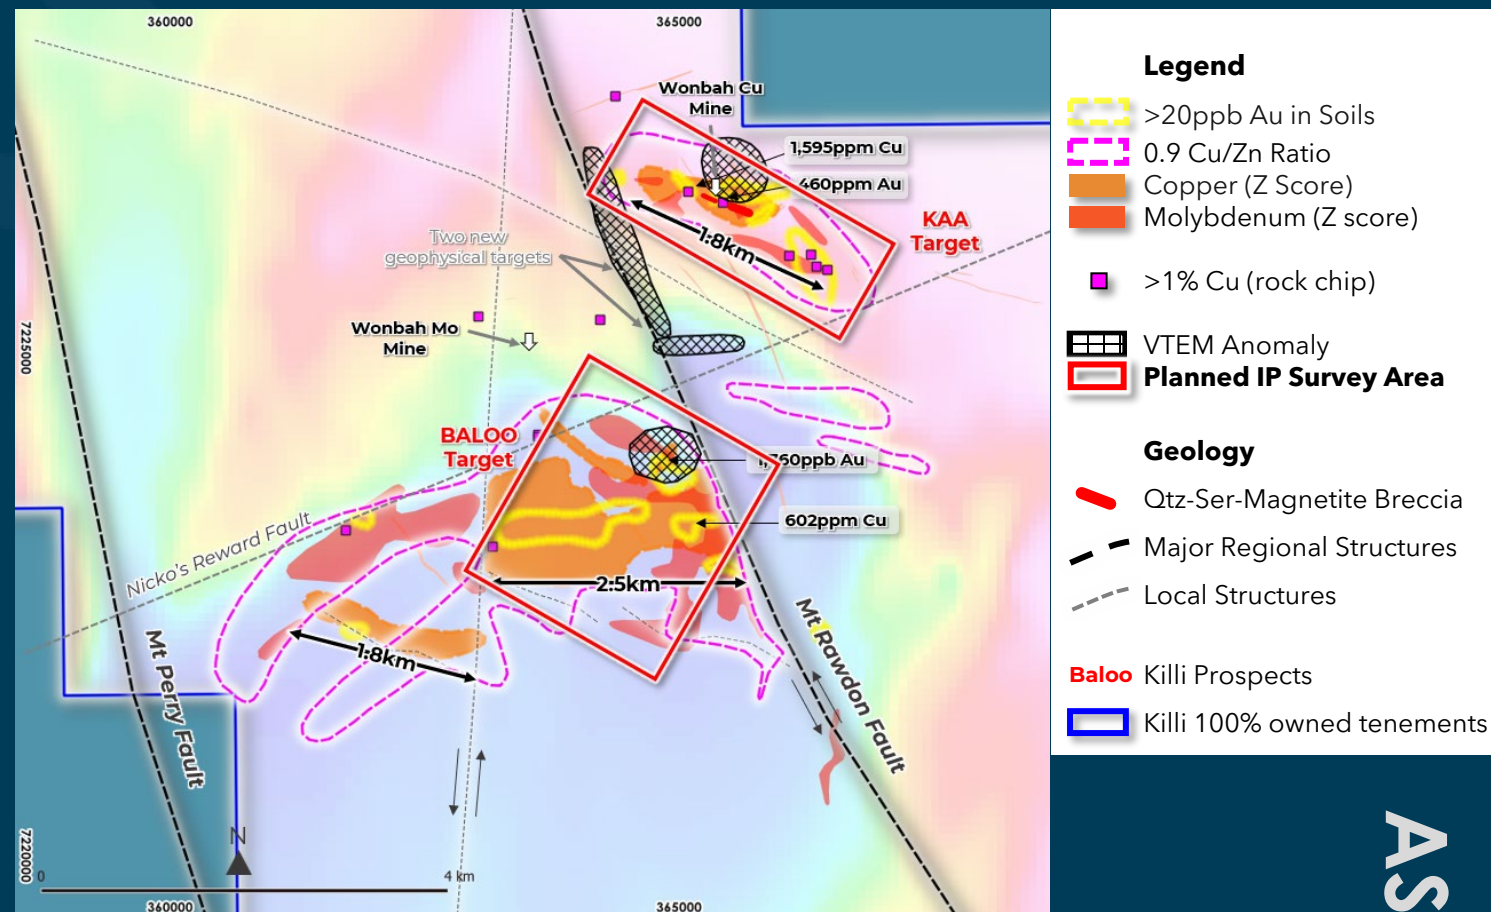 360000
365000
Wonbah Cu
Mine
1,595ppm Cu
460ppm Au
KAA
Target
1.8km
Two new
geophysical targets
Wonbah Mo
Mine
7225000
BALOO
Target
1,760ppb Au
602ppm Cu
2.5km
Nicko's Reward Fault
1.8km
Mt Perry Fault
Mt Rawdon Fault
N
7220000
0
4 km
360000
365000
Legend
>20ppb Au in Soils
0.9 Cu/Zn Ratio
Copper (Z Score)
Molybdenum (Z score)
>1% Cu (rock chip)
VTEM Anomaly
Planned IP Survey Area
Geology
Qtz-Ser-Magnetite Breccia
Major Regional Structures
Local Structures
Baloo Killi Prospects
Killi 100% owned tenements
AS